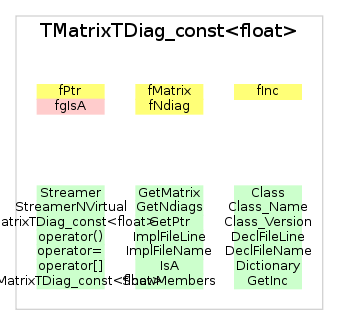 TMatrixTDiag_const<float>
fPtr fMatrix fInc
fgIsA fNdiag
Streamer GetMatrix Class
StreamerNVirtual GetNdiags Class_Name
atrixTDiag_const<float> GetPtr Class_Version
operator() ImplFileLine DeclFileLine
operator= ImplFileName DeclFileName
operator[] IsA Dictionary
MatrixTDiag_const<float> ShowMembers GetInc